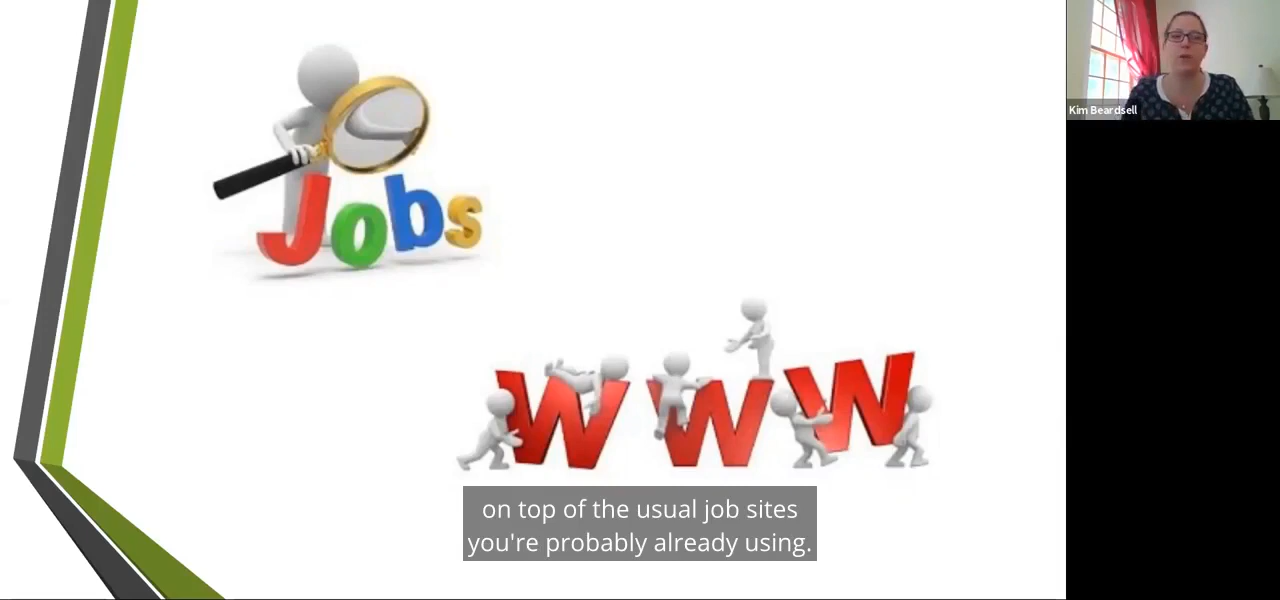 Kim Beardsell
Jobs
WWW
on top of the usual job sites
you're probably already using.